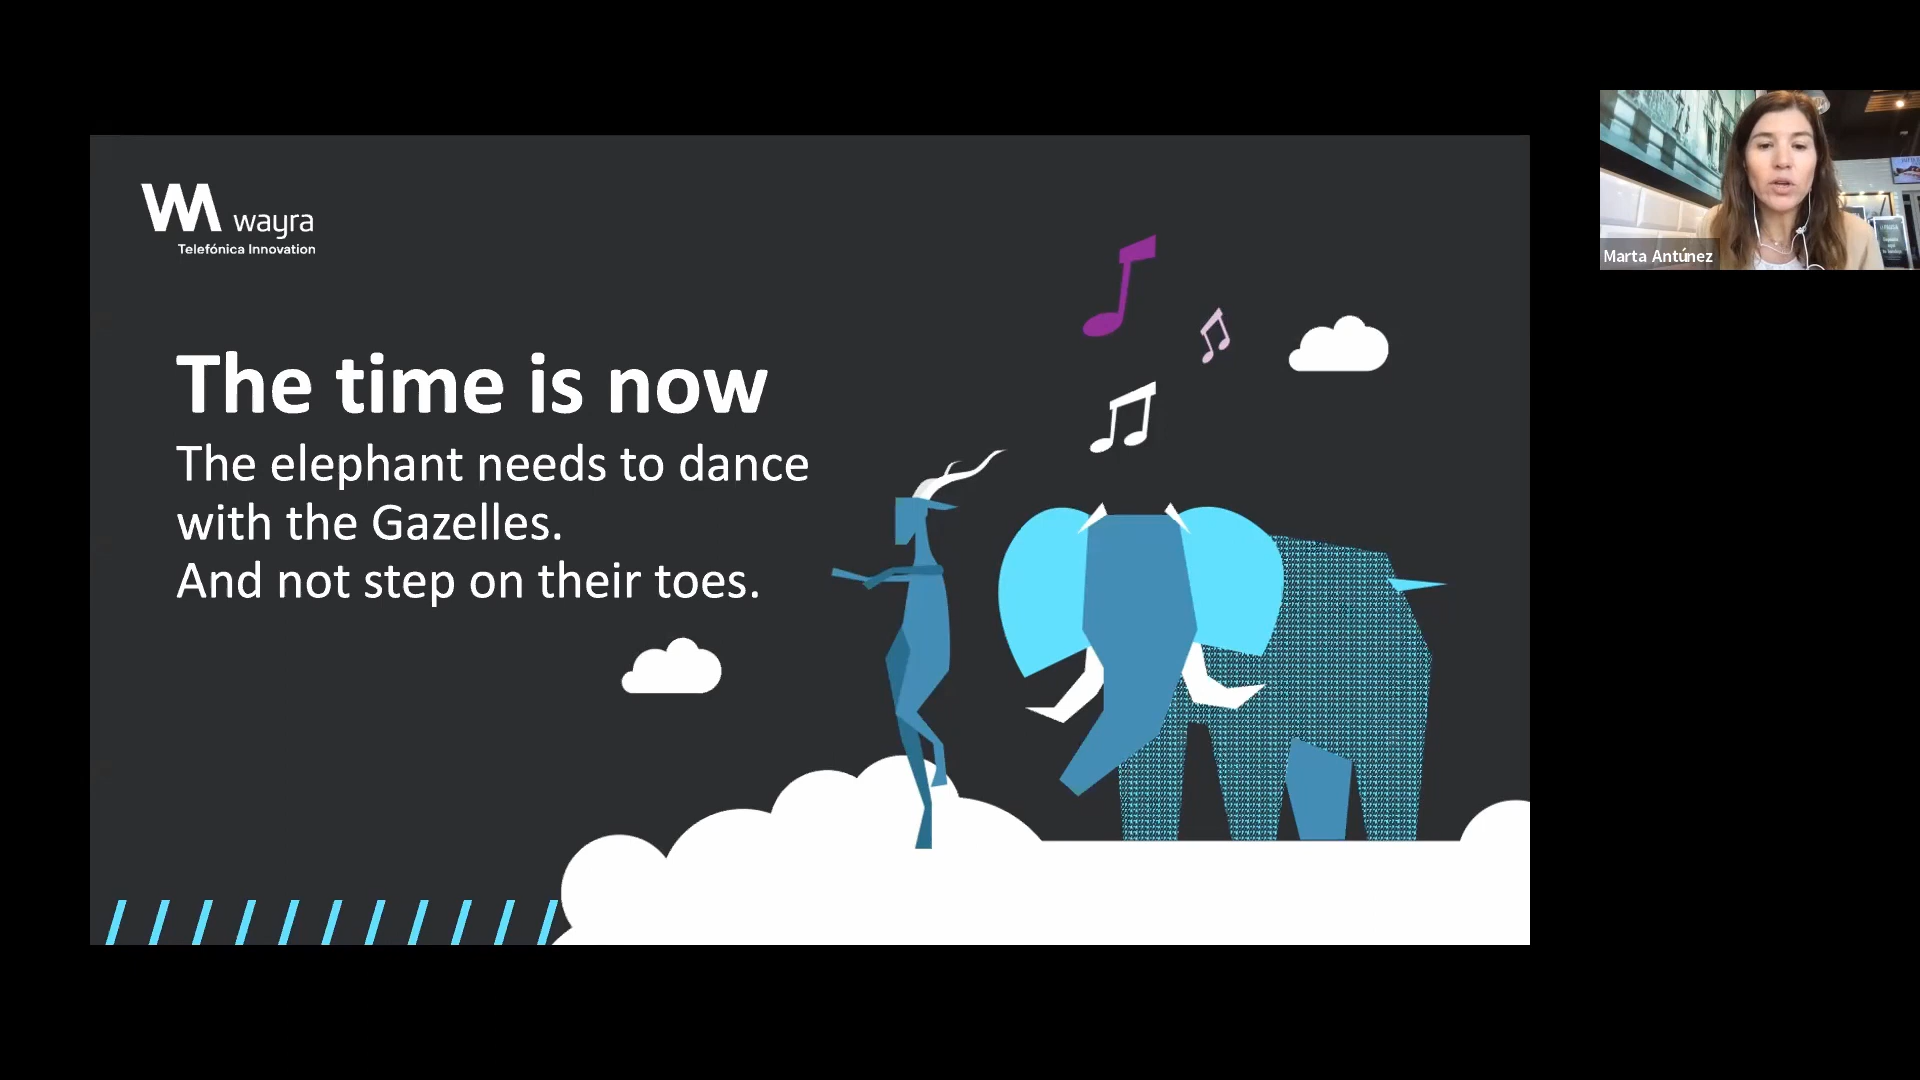 wayra
Telefónica Innovation
The time is now
The elephant needs to dance
with the Gazelles.
And not step on their toes.
Marta Antúnez